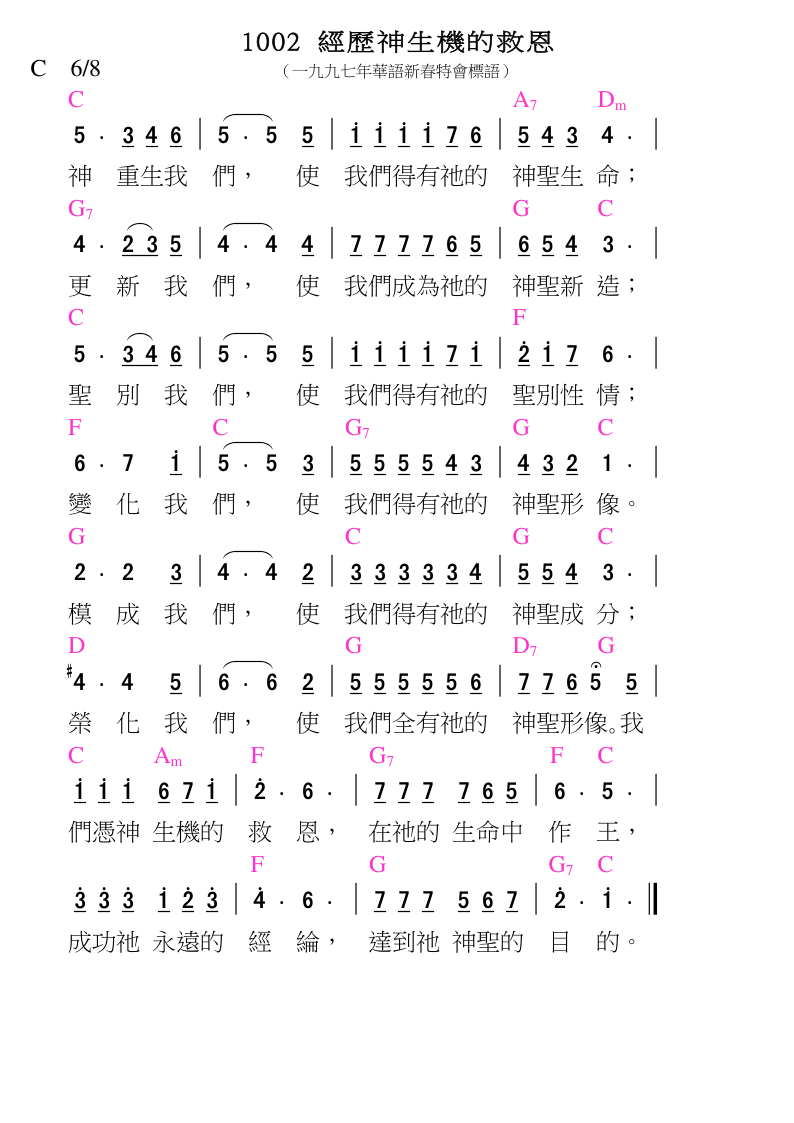 1002 經歷神生機的救恩
C 6/8 （一九九七年華語新春特會標語）
C A7 Dm
5 · 3 4 6 | 5 · 5 5 | i̇ i̇ i̇ i̇ 7 6 | 5 4 3 4 · |
神 重生我 們， 使 我們得有祂的 神聖生 命；
G7 G C
4 · 2 3 5 | 4 · 4 4 | 7 7 7 7 6 5 | 6 5 4 3 · |
更 新 我 們， 使 我們成為祂的 神聖新 造；
C F
5 · 3 4 6 | 5 · 5 5 | 1̇ 1̇ 1̇ 1̇ 7 1̇ | 2̇ 1̇ 7 6 · |
聖 別 我 們， 使 我們得有祂的 聖別性 情；
F C G7 G C
6 · 7 1̇ | 5 · 5 3 | 5 5 5 5 4 3 | 4 3 2 1 · |
變 化 我 們， 使 我們得有祂的 神聖形 像。
G C G C
2 · 2 3 | 4 · 4 2 | 3 3 3 3 3 4 | 5 5 4 3 · |
模 成 我 們， 使 我們得有祂的 神聖成 分；
D G D7 G
♯4 · 4 5 | 6 · 6 2 | 5 5 5 5 5 6 | 7 7 6 5 5 |
榮 化 我 們， 使 我們全有祂的 神聖形像。我
C Am F G7 F C
1̇ 1̇ 1̇ 6 7 1̇ | 2̇ · 6 · | 7 7 7 7 6 5 | 6 · 5 · |
們憑神 生機的 救 恩， 在祂的 生命中 作 王，
F G G7 C
3̇ 3̇ 3̇ 1̇ 2̇ 3̇ | 4̇ · 6 · | 7 7 7 5 6 7 | 2̇ · 1̇ · ‖
成功祂 永遠的 經 綸， 達到祂 神聖的 目 的。